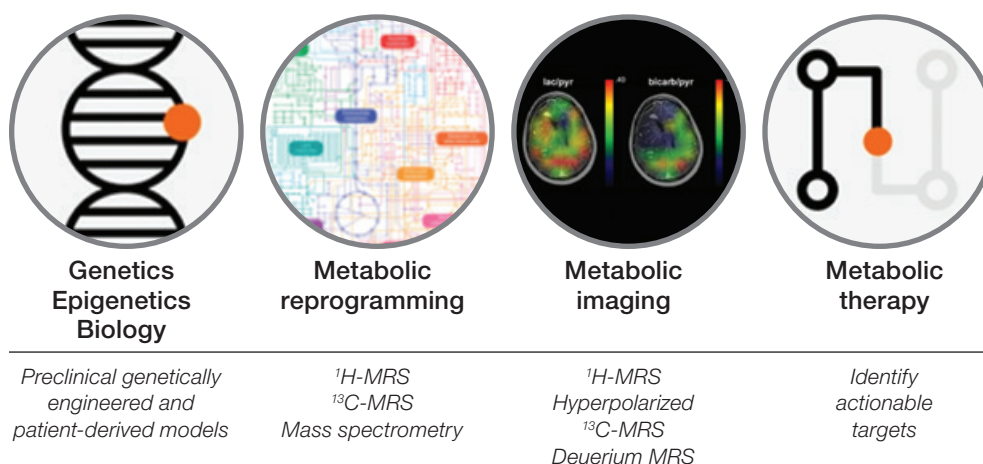 lac/pyr
.40
bicarb/pyr
Genetics
Epigenetics
Biology
Metabolic
reprogramming
Metabolic
imaging
Metabolic
therapy
Preclinical genetically
engineered and
patient-derived models
¹H-MRS
¹³C-MRS
Mass spectrometry
¹H-MRS
Hyperpolarized
¹³C-MRS
Deuerium MRS
Identify
actionable
targets